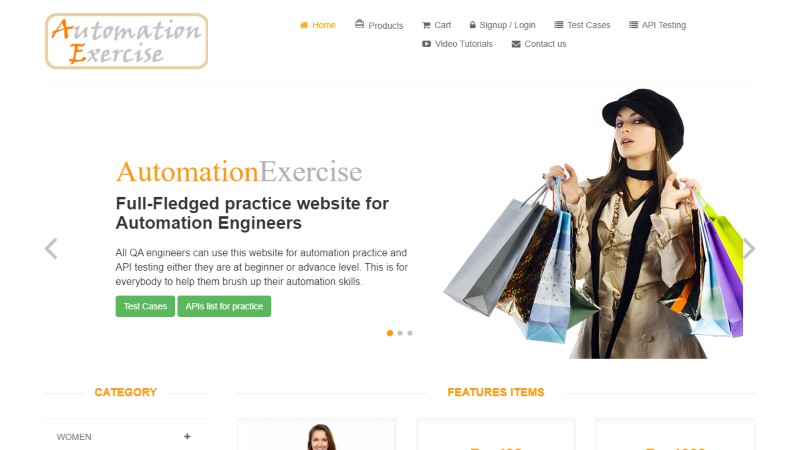 Automation
Exercise
Home
Products
Cart
Signup / Login
Test Cases
API Testing
Video Tutorials
Contact us
AutomationExercise
Full-Fledged practice website for
Automation Engineers
All QA engineers can use this website for automation practice and
API testing either they are at beginner or advance level. This is for
everybody to help them brush up their automation skills.
Test Cases
APIs list for practice
CATEGORY
FEATURES ITEMS
WOMEN